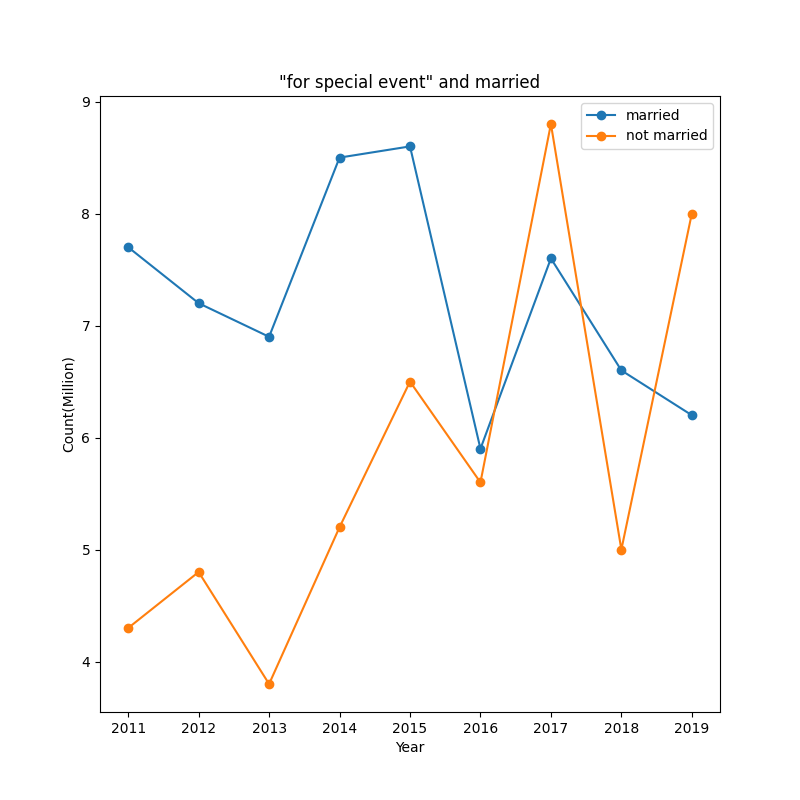 "for special event" and married
married
not married
9
8
7
6
5
4
Count(Million)
2011 2012 2013 2014 2015 2016 2017 2018 2019
Year